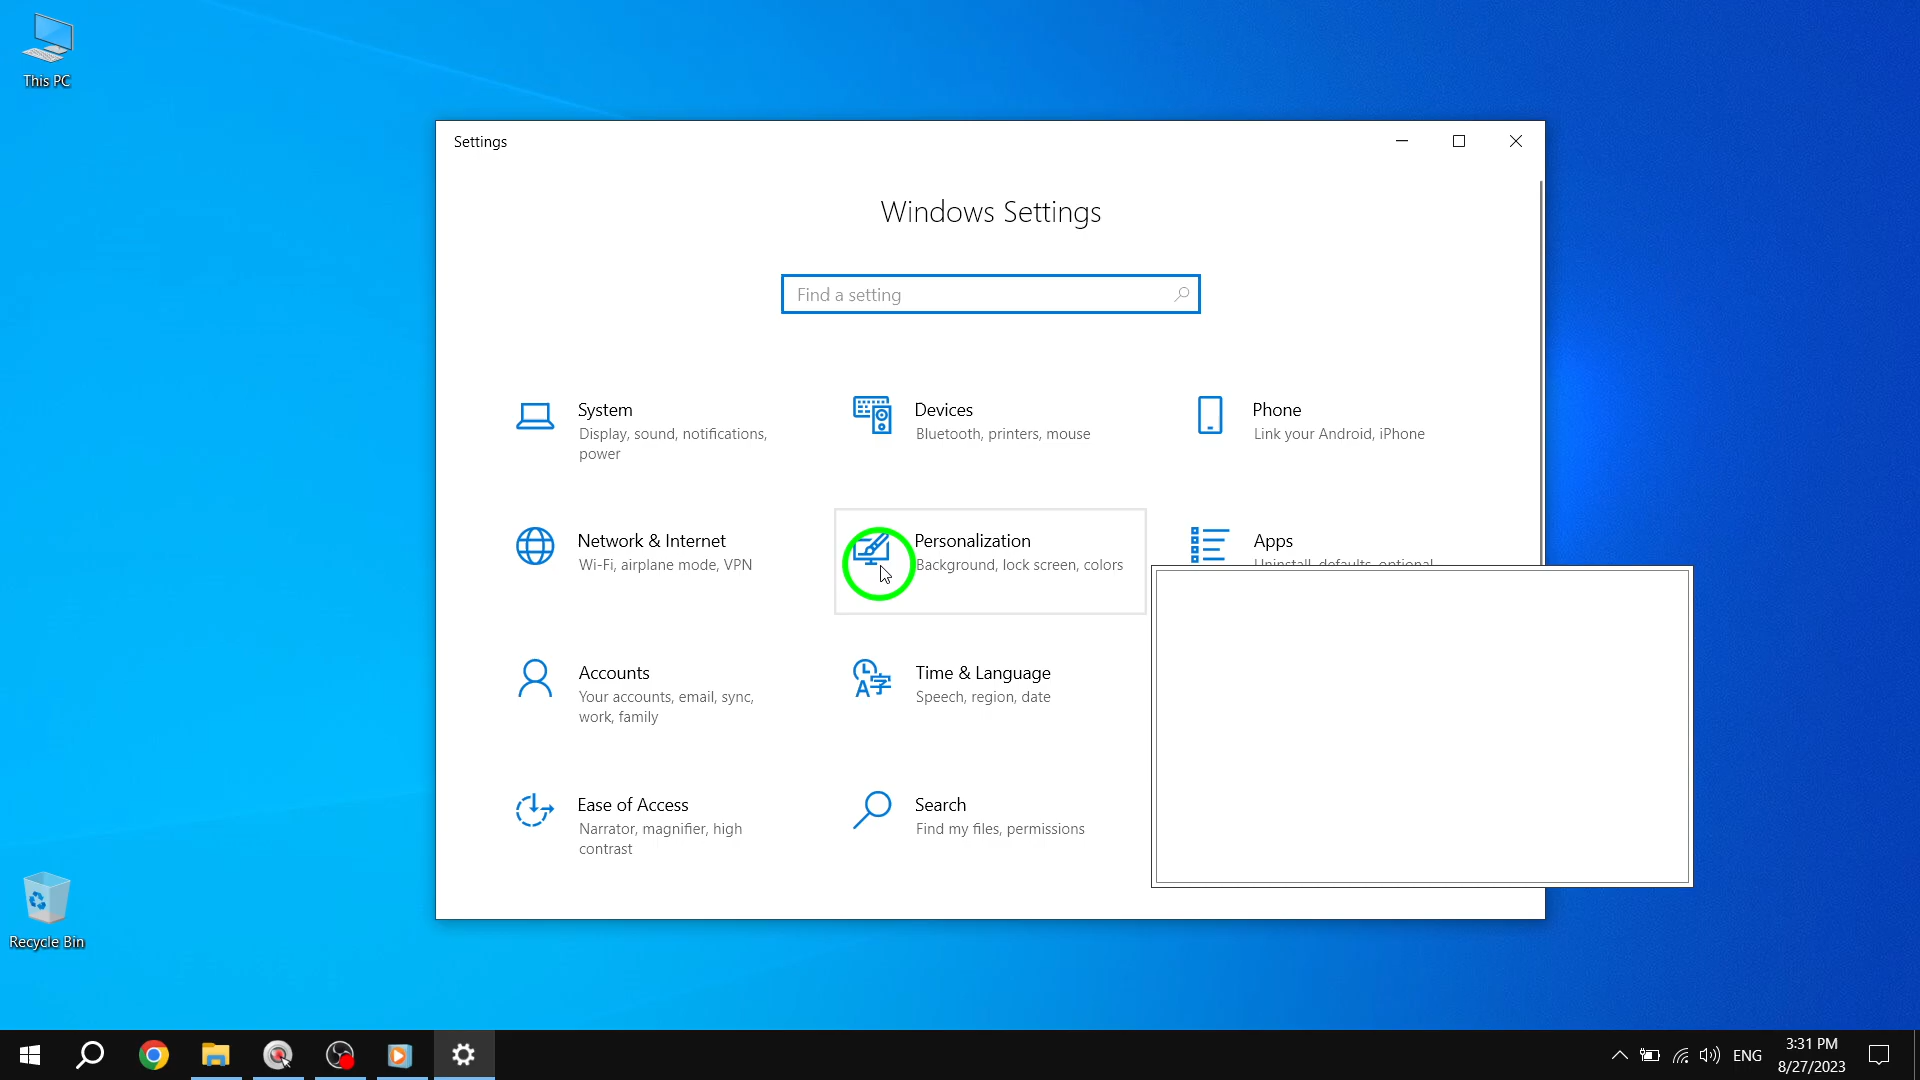 This PC
Settings
Windows Settings
Find a setting
System
Display, sound, notifications,
power
Devices
Bluetooth, printers, mouse
Phone
Link your Android, iPhone
Network & Internet
Wi-Fi, airplane mode, VPN
Personalization
Background, lock screen, colors
Apps
Uninstall, defaults, optional
Accounts
Your accounts, email, sync,
work, family
Time & Language
Speech, region, date
Ease of Access
Narrator, magnifier, high
contrast
Search
Find my files, permissions
Recycle Bin
ENG
3:31 PM
8/27/2023